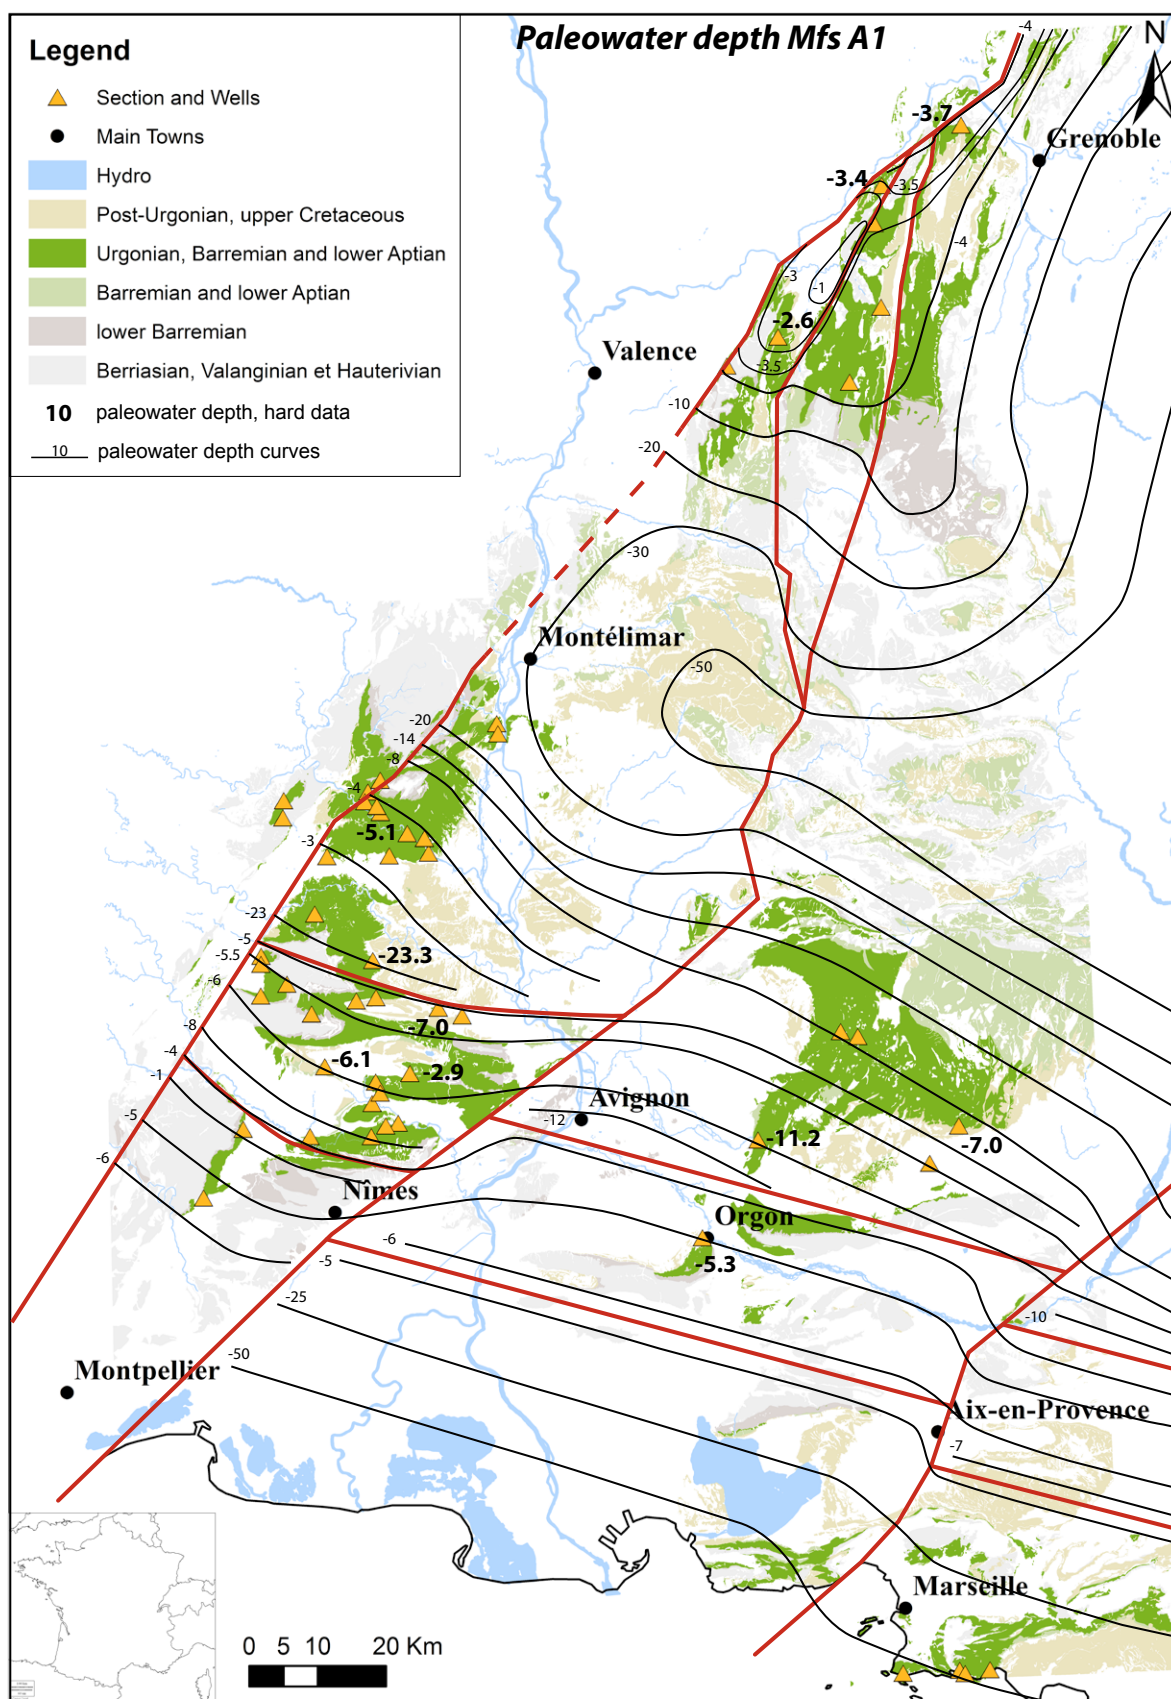 Paleowater depth Mfs A1
N
Legend
Section and Wells
Main Towns
Hydro
Post-Urgonian, upper Cretaceous
Urgonian, Barremian and lower Aptian
Barremian and lower Aptian
lower Barremian
Berriasian, Valanginian et Hauterivian
10 paleowater depth, hard data
10 paleowater depth curves
-4
-3.7
Grenoble
-3.4
-3.5
-4
-3
-1
-2.6
Valence
-3.5
-10
-20
-30
Montélimar
-50
-20
-14
-8
-4
-5.1
-3
-23
-5
-5.5
-23.3
-6
-7.0
-8
-4
-6.1
-2.9
-1
Avignon
-5
-12
-11.2
-7.0
-6
Nîmes
Orgon
-6
-5
-5.3
-25
-10
-50
Montpellier
Aix-en-Provence
-7
Marseille
0 5 10 20 Km